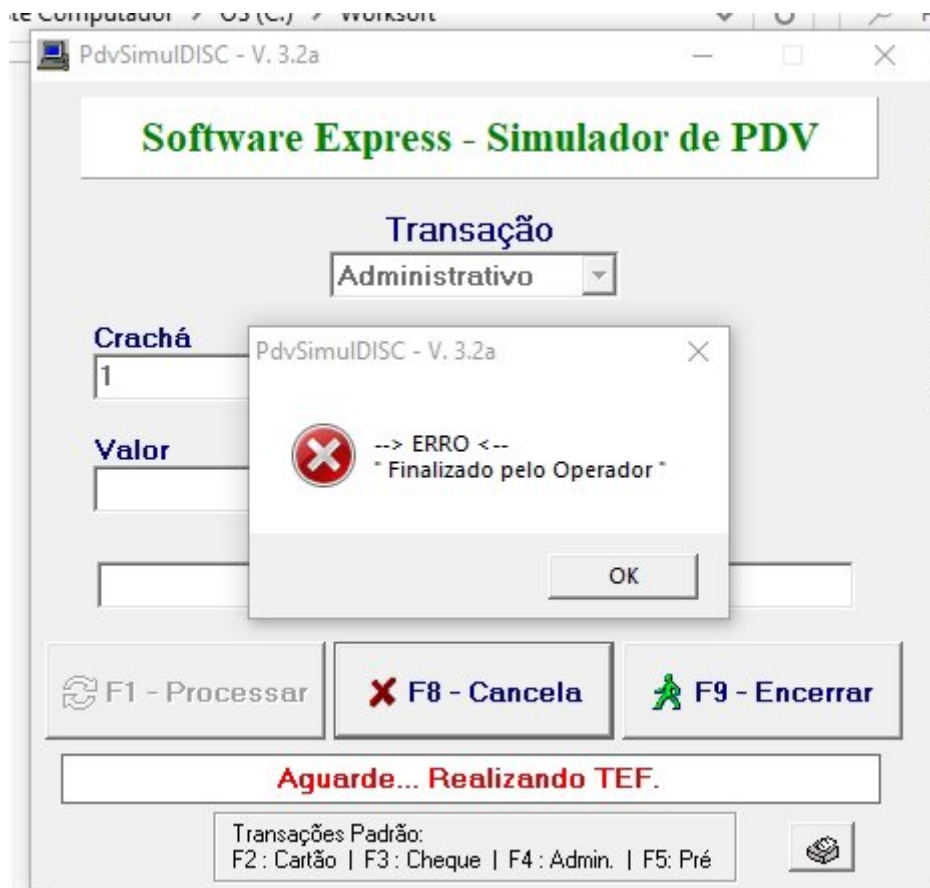 te Computador > OS (C:) > Worksoft
PdvSimulDISC - V. 3.2a
Software Express - Simulador de PDV
Transação
Administrativo
Crachá
1
PdvSimulDISC - V. 3.2a
--> ERRO <--
" Finalizado pelo Operador "
OK
Valor
F1 - Processar
F8 - Cancela
F9 - Encerrar
Aguarde... Realizando TEF.
Transações Padrão:
F2 : Cartão | F3 : Cheque | F4 : Admin. | F5: Pré